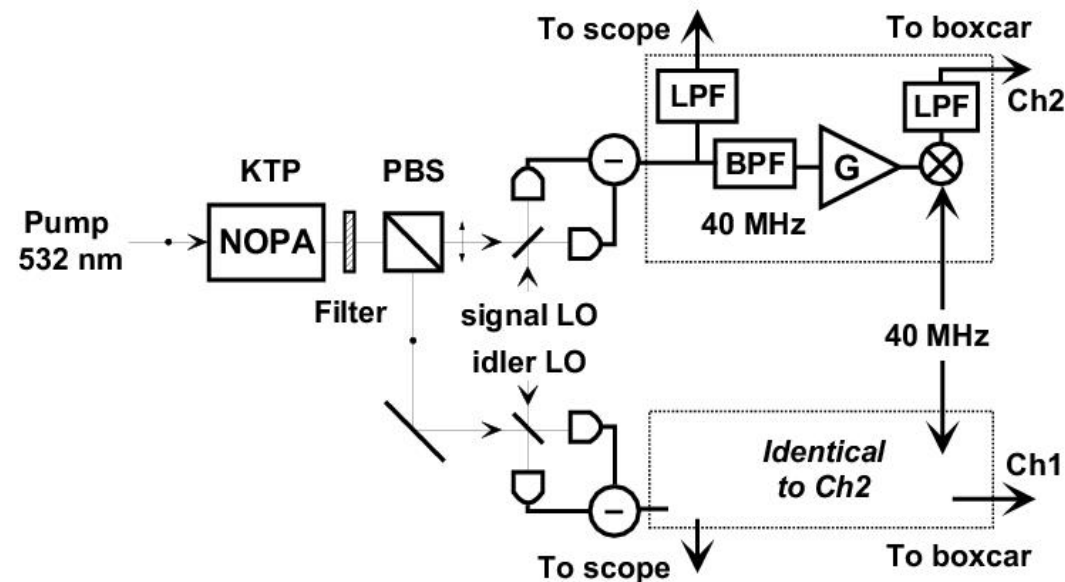 To scope
To boxcar
LPF
LPF
Ch2
KTP
PBS
Pump
532 nm
NOPA
BPF
G
40 MHz
Filter
signal LO
idler LO
40 MHz
Identical
to Ch2
Ch1
To scope
To boxcar